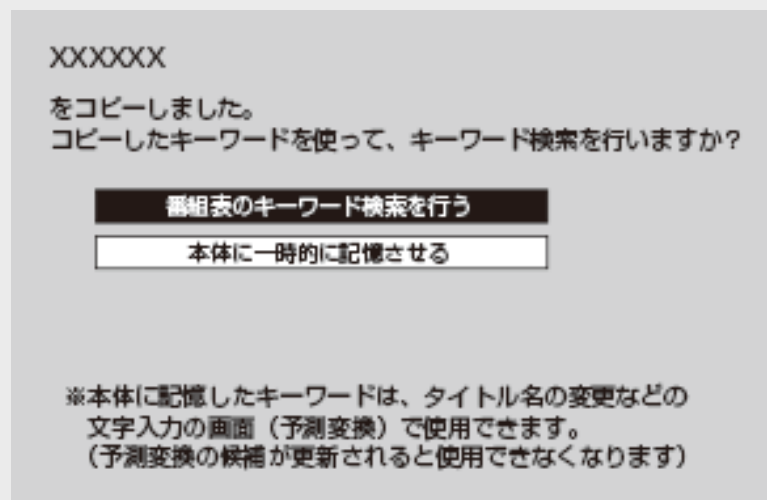 XXXXXX
をコピーしました。
コピーしたキーワードを使って、キーワード検索を行いますか？
番組表のキーワード検索を行う
本体に一時的に記憶させる
※本体に記憶したキーワードは、タイトル名の変更などの
文字入力の画面（予測変換）で使用できます。
（予測変換の候補が更新されると使用できなくなります）